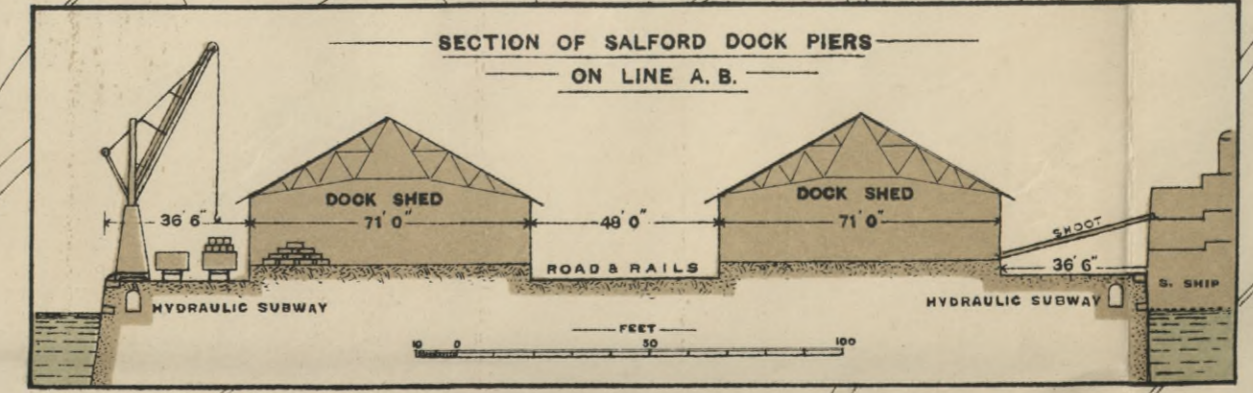 SECTION OF SALFORD DOCK PIERS
ON LINE A. B.
DOCK SHED
DOCK SHED
36' 6"
71' 0"
48' 0"
71' 0"
SHOOT
36' 6"
ROAD & RAILS
S. SHIP
HYDRAULIC SUBWAY
HYDRAULIC SUBWAY
FEET
10 0 50 100